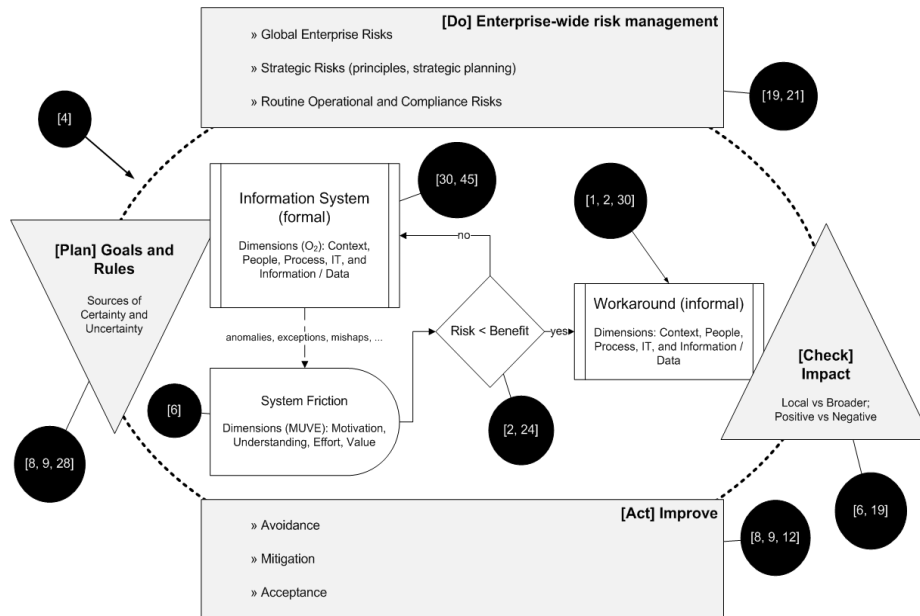 [Do] Enterprise-wide risk management
» Global Enterprise Risks
» Strategic Risks (principles, strategic planning)
» Routine Operational and Compliance Risks
[19, 21]
[4]
[30, 45]
[1, 2, 30]
Information System
(formal)
Dimensions (O₂): Context,
People, Process, IT, and
Information / Data
[Plan] Goals and
Rules
Sources of
Certainty and
Uncertainty
no
Risk < Benefit
yes
Workaround (informal)
Dimensions: Context, People,
Process, IT, and Information /
Data
anomalies, exceptions, mishaps, ...
[Check]
Impact
Local vs Broader;
Positive vs Negative
System Friction
Dimensions (MUVE): Motivation,
Understanding, Effort, Value
[6]
[2, 24]
[8, 9, 28]
[6, 19]
[Act] Improve
» Avoidance
» Mitigation
» Acceptance
[8, 9, 12]